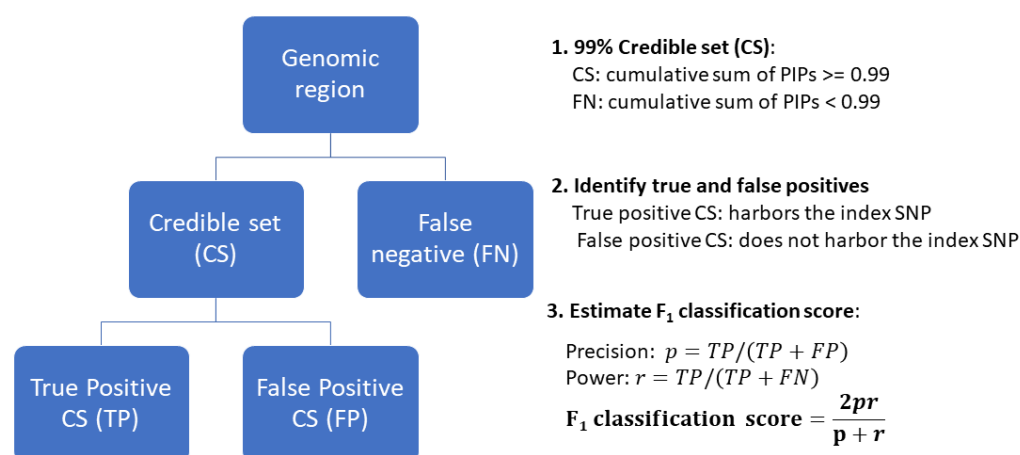 Genomic
region
Credible set
(CS)
False
negative (FN)
True Positive
CS (TP)
False Positive
CS (FP)
1. 99% Credible set (CS):
CS: cumulative sum of PIPs >= 0.99
FN: cumulative sum of PIPs < 0.99
2. Identify true and false positives
True positive CS: harbors the index SNP
False positive CS: does not harbor the index SNP
3. Estimate F₁ classification score:
Precision: p = TP/(TP + FP)
Power: r = TP/(TP + FN)
F₁ classification score = 2pr / p + r